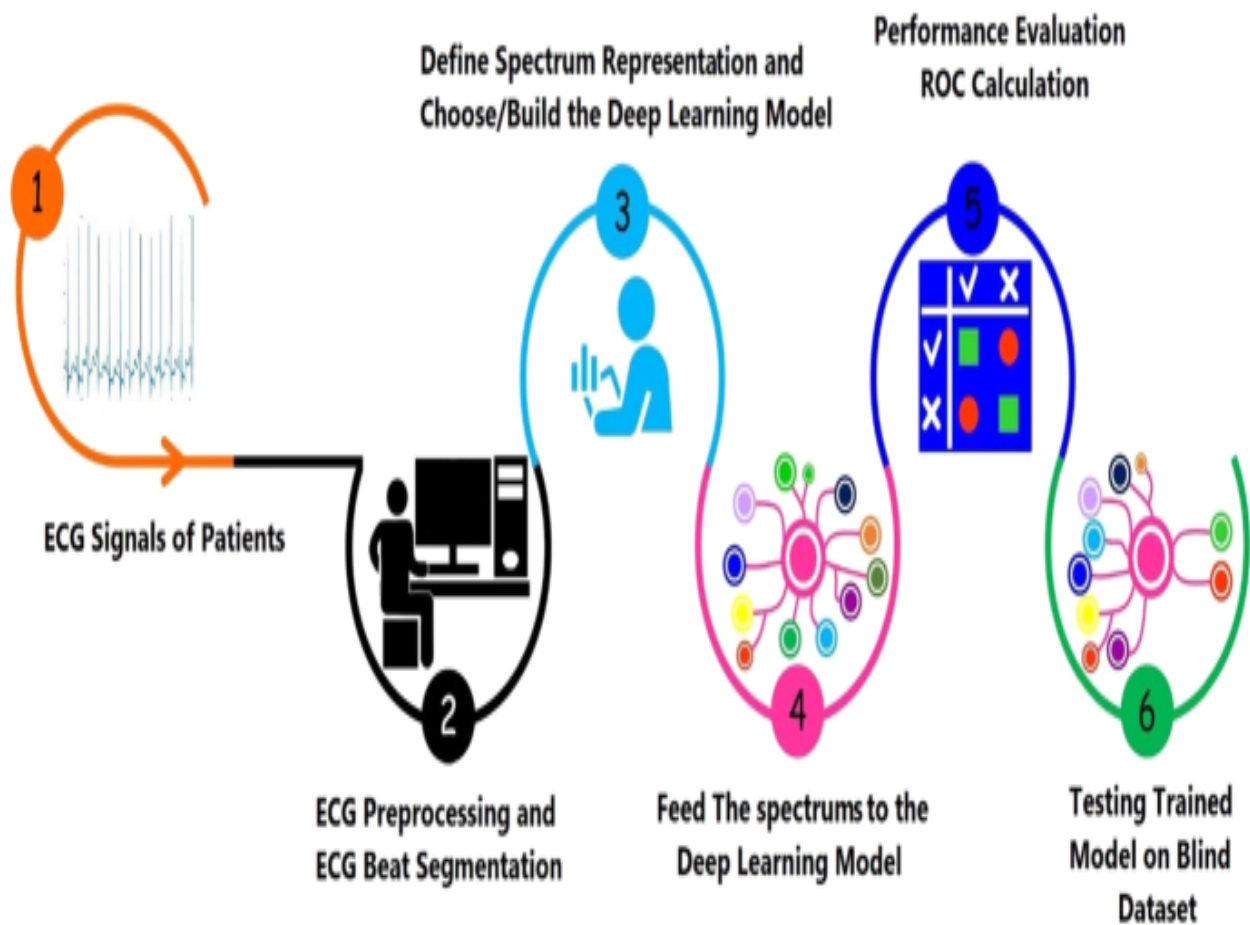 1
ECG Signals of Patients
2
ECG Preprocessing and
ECG Beat Segmentation
Define Spectrum Representation and
Choose/Build the Deep Learning Model
3
4
Feed The spectrums to the
Deep Learning Model
Performance Evaluation
ROC Calculation
5
6
Testing Trained
Model on Blind
Dataset